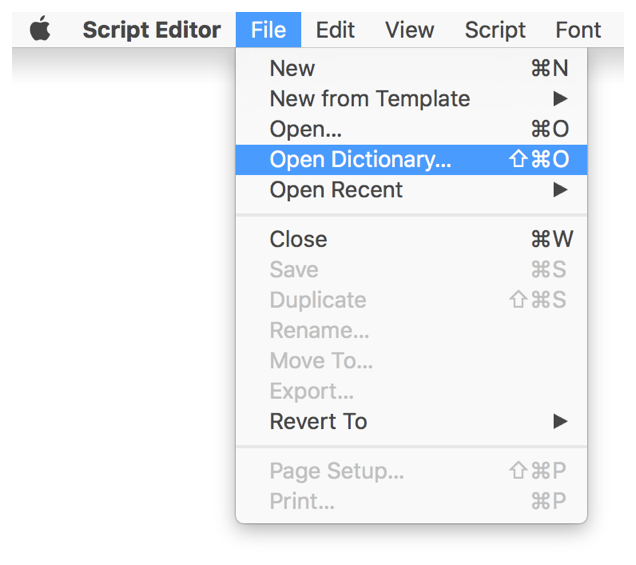 Script Editor File Edit View Script Font
New ⌘N
New from Template ▶
Open... ⌘O
Open Dictionary... ⇧⌘O
Open Recent ▶
Close ⌘W
Save ⌘S
Duplicate ⇧⌘S
Rename...
Move To...
Export...
Revert To ▶
Page Setup... ⇧⌘P
Print... ⌘P